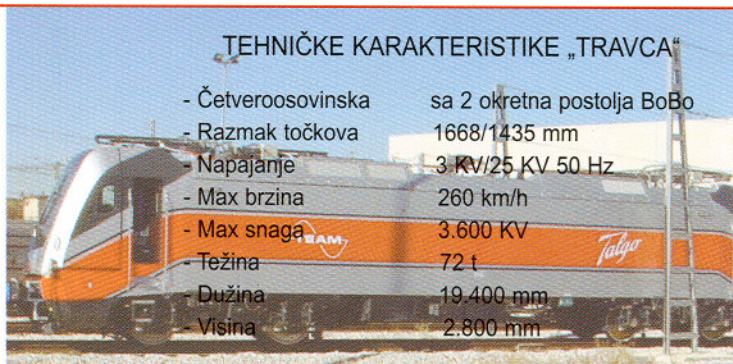 TEHNIČKE KARAKTERISTIKE „TRAVCA“
- Četveroosovinska sa 2 okretna postolja BoBo
- Razmak točkova 1668/1435 mm
- Napajanje 3 KV/25 KV 50 Hz
- Max brzina 260 km/h
- Max snaga 3.600 KV
- Težina 72 t
- Dužina 19.400 mm
- Visina 2.800 mm
TEAM
Talgo